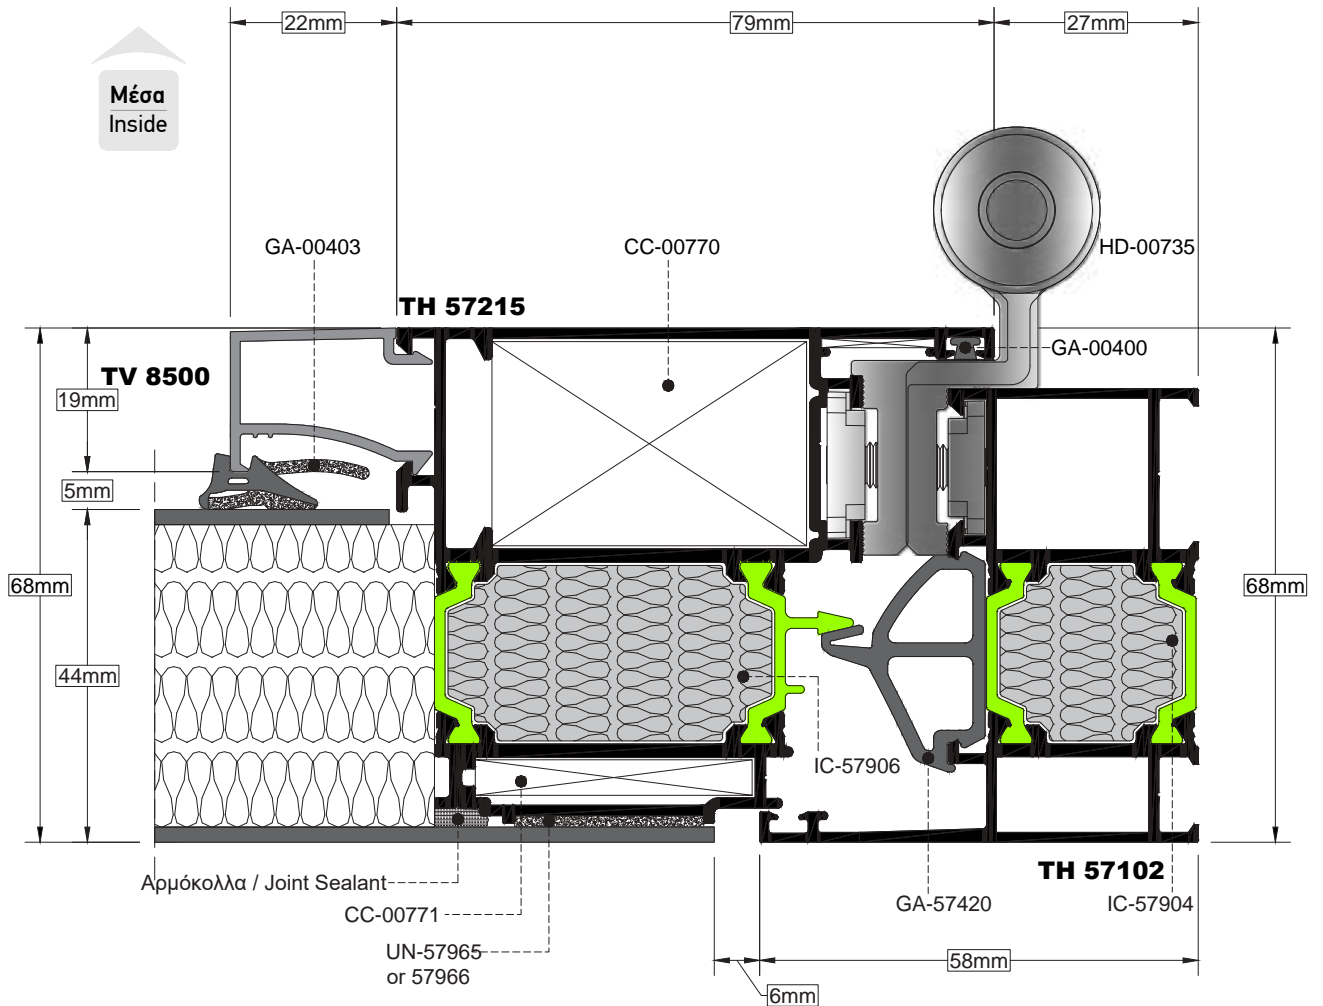 22mm
79mm
27mm
Μέσα
Inside
GA-00403
CC-00770
HD-00735
TH 57215
GA-00400
TV 8500
19mm
5mm
68mm
68mm
44mm
IC-57906
TH 57102
Αρμόκολλα / Joint Sealant
GA-57420
IC-57904
CC-00771
UN-57965
or 57966
58mm
6mm